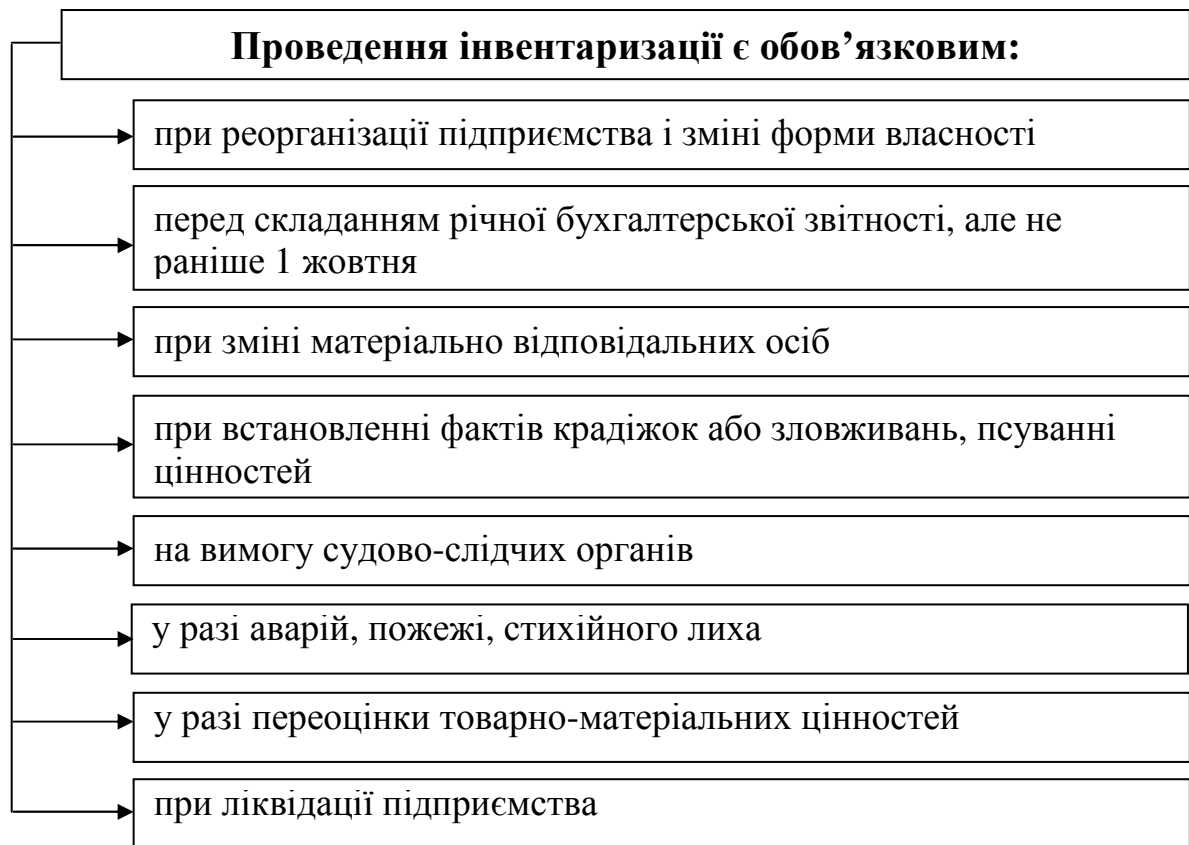 Проведення інвентаризації є обов’язковим:
при реорганізації підприємства і зміні форми власності
перед складанням річної бухгалтерської звітності, але не
раніше 1 жовтня
при зміні матеріально відповідальних осіб
при встановленні фактів крадіжок або зловживань, псуванні
цінностей
на вимогу судово-слідчих органів
у разі аварій, пожежі, стихійного лиха
у разі переоцінки товарно-матеріальних цінностей
при ліквідації підприємства